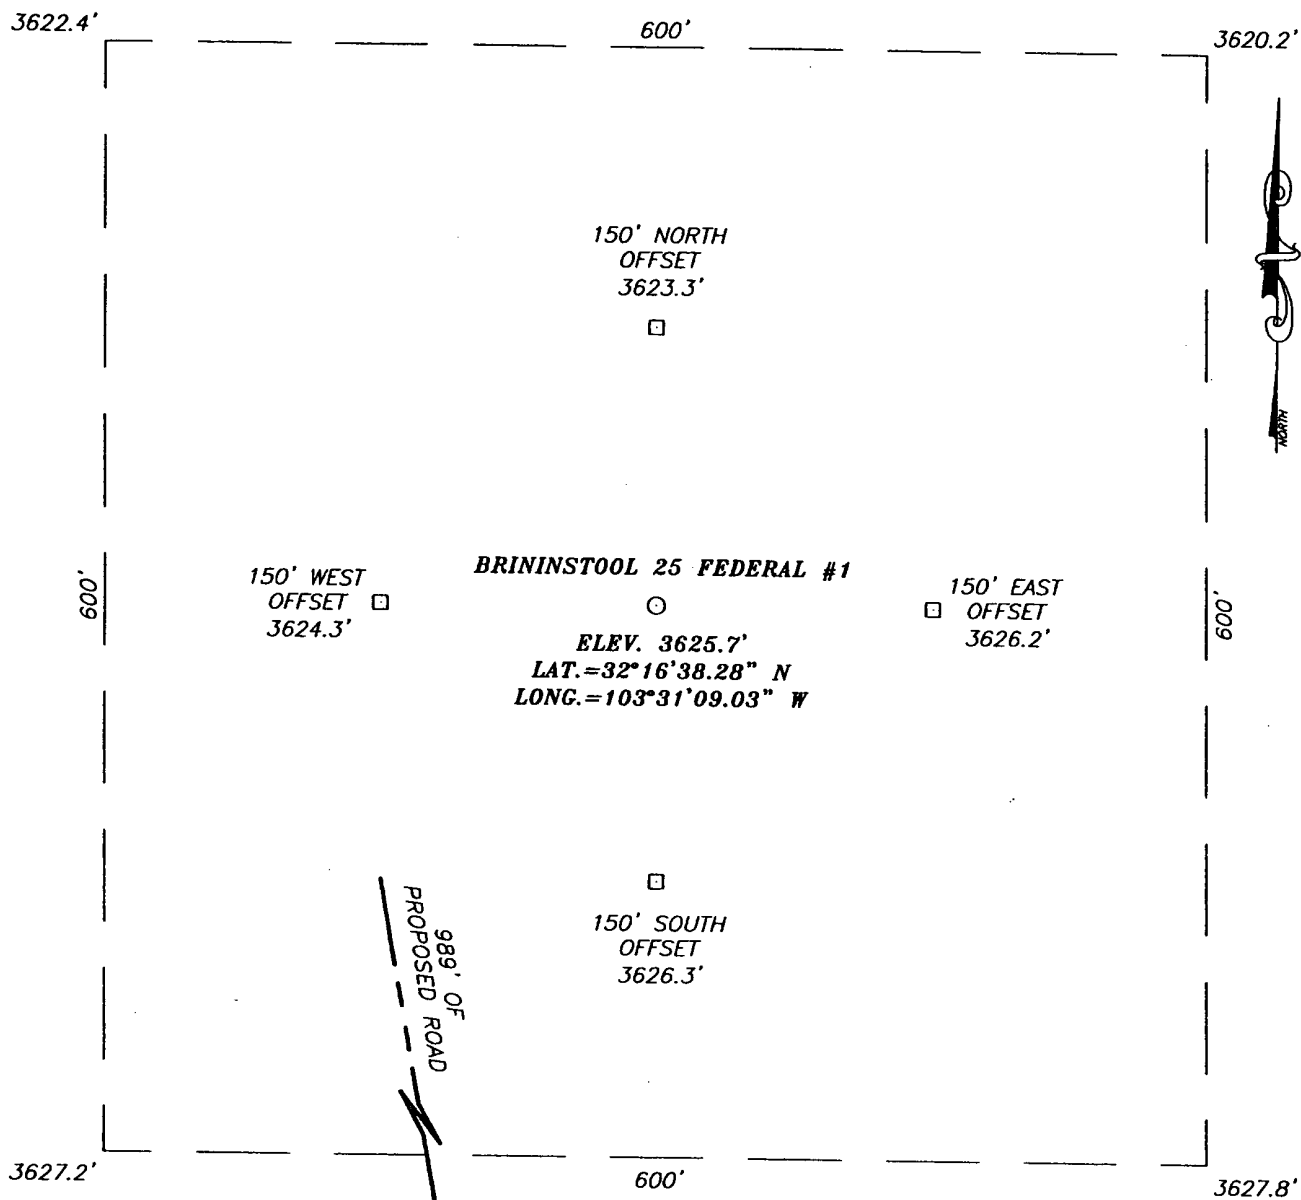 3622.4'
600'
3620.2'
150' NORTH
OFFSET
3623.3'
NORTH
600'
150' WEST
OFFSET
3624.3'
BRININSTOOL 25 FEDERAL #1
ELEV. 3625.7'
LAT.=32°16'38.28" N
LONG.=103°31'09.03" W
150' EAST
OFFSET
3626.2'
600'
150' SOUTH
OFFSET
3626.3'
989' OF
PROPOSED ROAD
3627.2'
600'
3627.8'